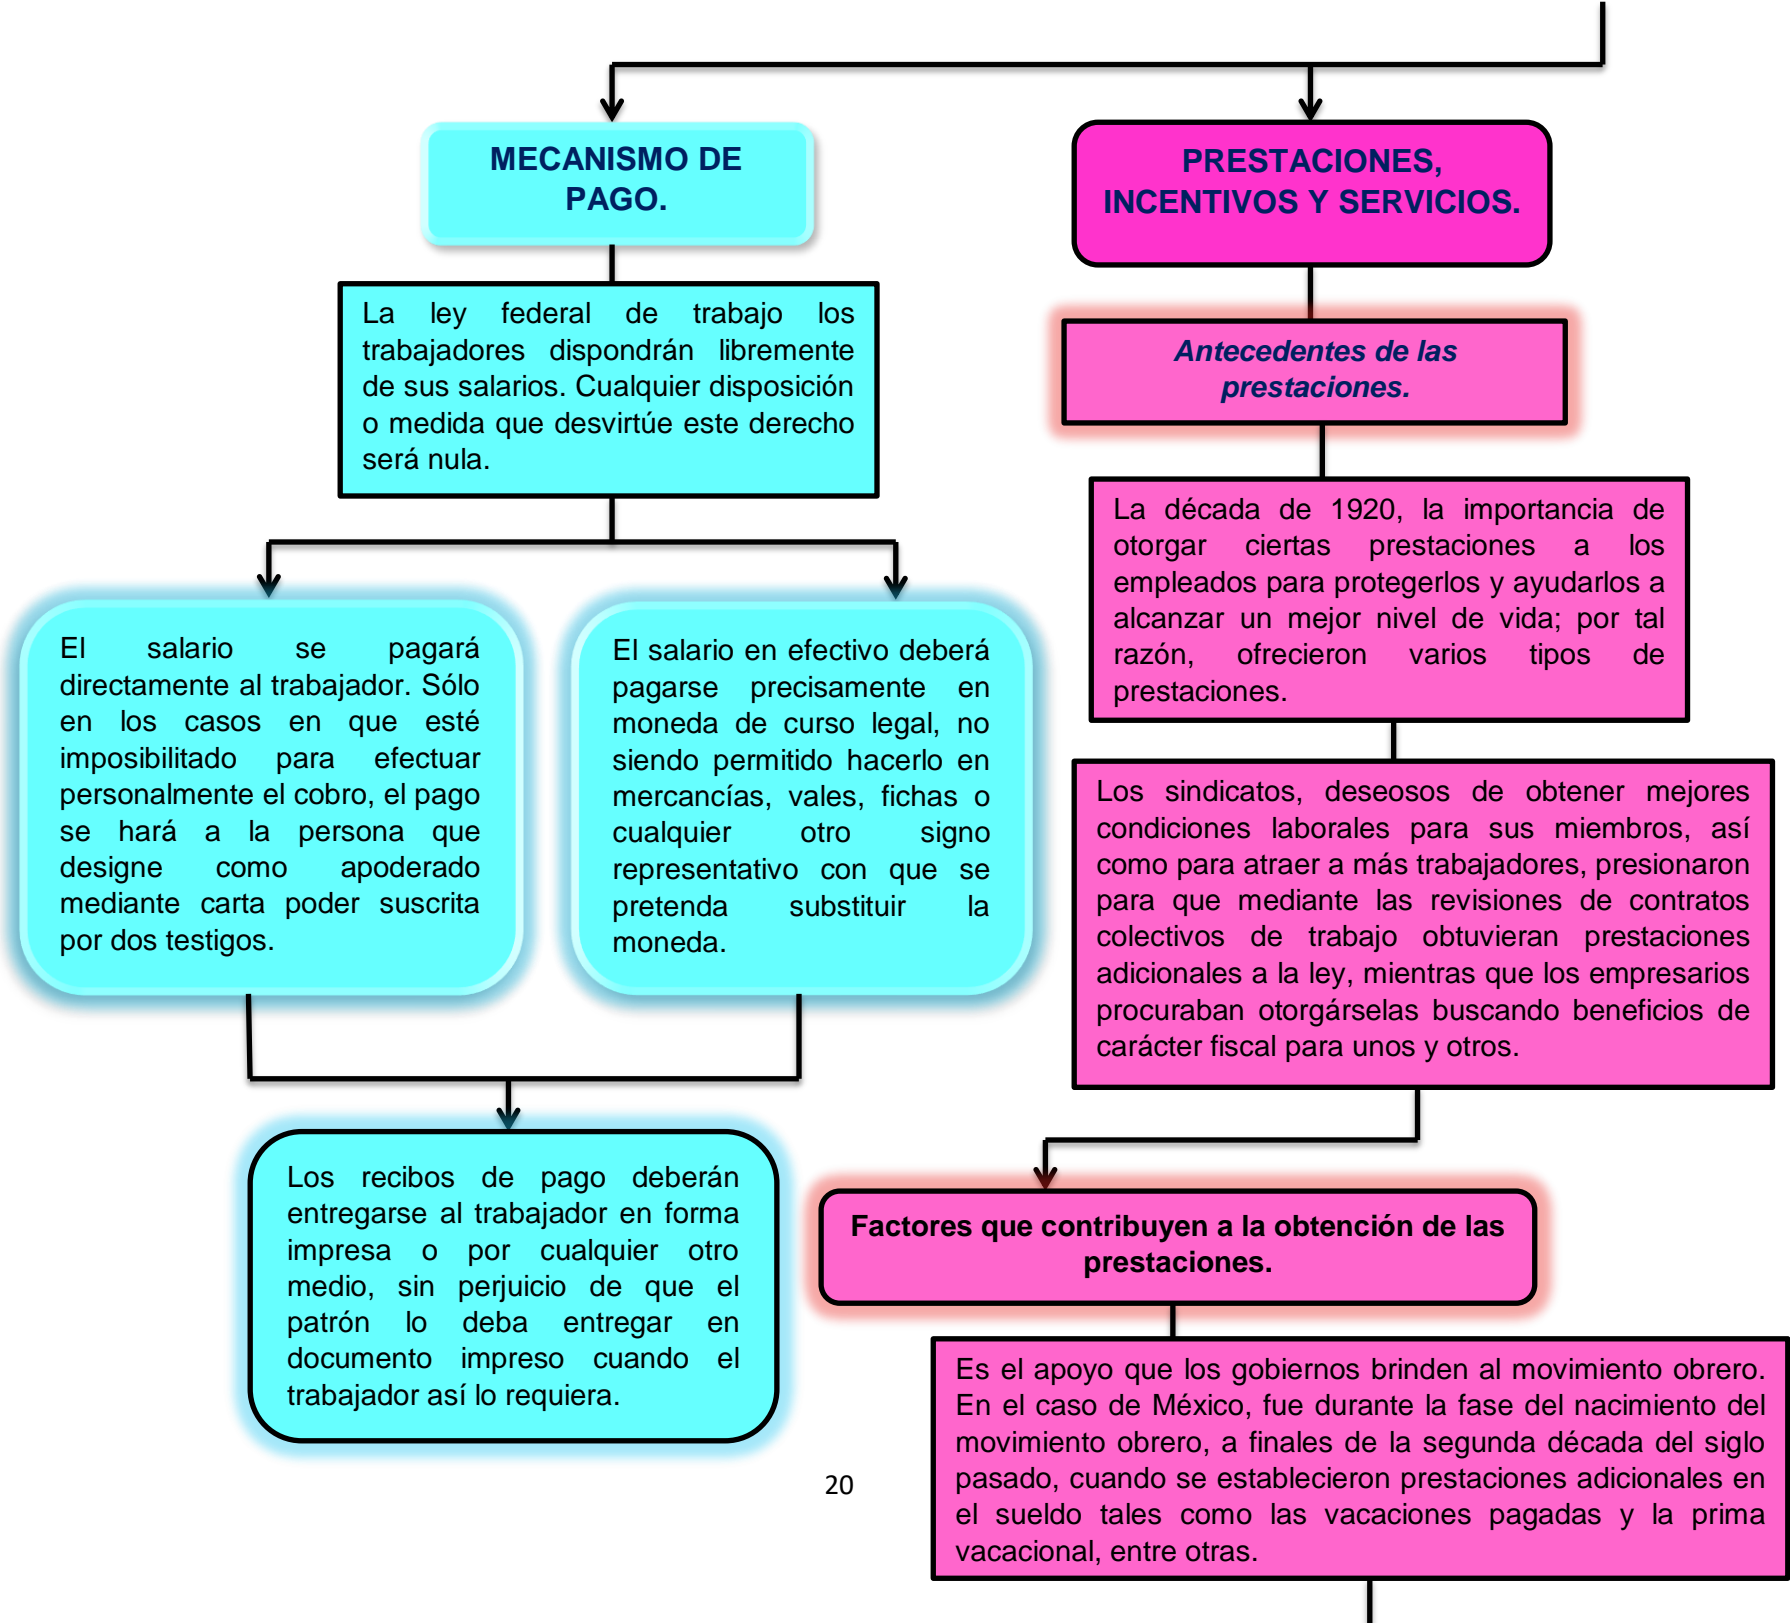 MECANISMO DE
PAGO.
La ley federal de trabajo los
trabajadores dispondrán libremente
de sus salarios. Cualquier disposición
o medida que desvirtúe este derecho
será nula.
El salario se pagará
directamente al trabajador. Sólo
en los casos en que esté
imposibilitado para efectuar
personalmente el cobro, el pago
se hará a la persona que
designe como apoderado
mediante carta poder suscrita
por dos testigos.
El salario en efectivo deberá
pagarse precisamente en
moneda de curso legal, no
siendo permitido hacerlo en
mercancías, vales, fichas o
cualquier otro signo
representativo con que se
pretenda substituir la
moneda.
Los recibos de pago deberán
entregarse al trabajador en forma
impresa o por cualquier otro
medio, sin perjuicio de que el
patrón lo deba entregar en
documento impreso cuando el
trabajador así lo requiera.
PRESTACIONES,
INCENTIVOS Y SERVICIOS.
Antecedentes de las
prestaciones.
La década de 1920, la importancia de
otorgar ciertas prestaciones a los
empleados para protegerlos y ayudarlos a
alcanzar un mejor nivel de vida; por tal
razón, ofrecieron varios tipos de
prestaciones.
Los sindicatos, deseosos de obtener mejores
condiciones laborales para sus miembros, así
como para atraer a más trabajadores, presionaron
para que mediante las revisiones de contratos
colectivos de trabajo obtuvieran prestaciones
adicionales a la ley, mientras que los empresarios
procuraban otorgárselas buscando beneficios de
carácter fiscal para unos y otros.
Factores que contribuyen a la obtención de las
prestaciones.
Es el apoyo que los gobiernos brinden al movimiento obrero.
En el caso de México, fue durante la fase del nacimiento del
movimiento obrero, a finales de la segunda década del siglo
pasado, cuando se establecieron prestaciones adicionales en
el sueldo tales como las vacaciones pagadas y la prima
vacacional, entre otras.
20